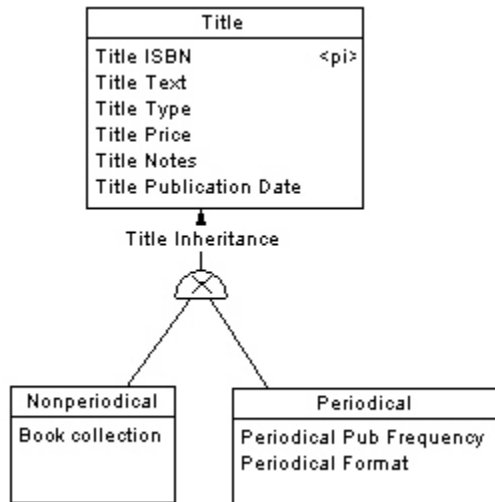 Title
Title ISBN <pi>
Title Text
Title Type
Title Price
Title Notes
Title Publication Date
Title Inheritance
Nonperiodical
Book collection
Periodical
Periodical Pub Frequency
Periodical Format